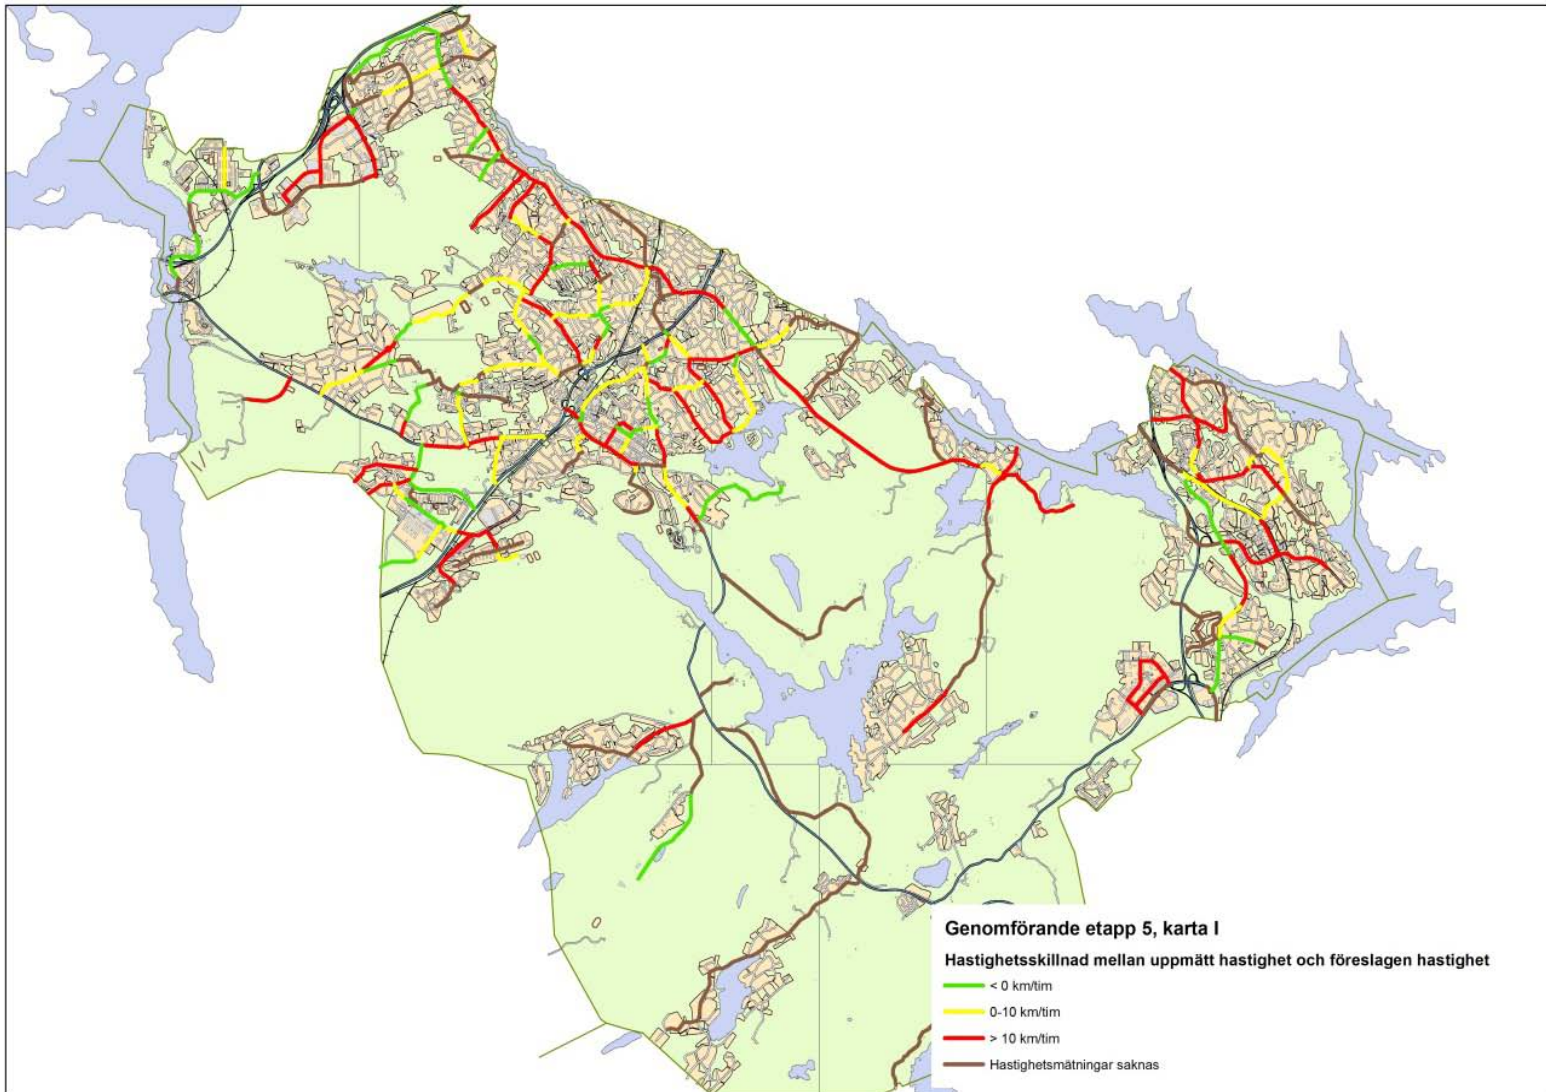 Genomförande etapp 5, karta I
Hastighetsskillnad mellan uppmätt hastighet och föreslagen hastighet
< 0 km/tim
0-10 km/tim
> 10 km/tim
Hastighetsmätningar saknas